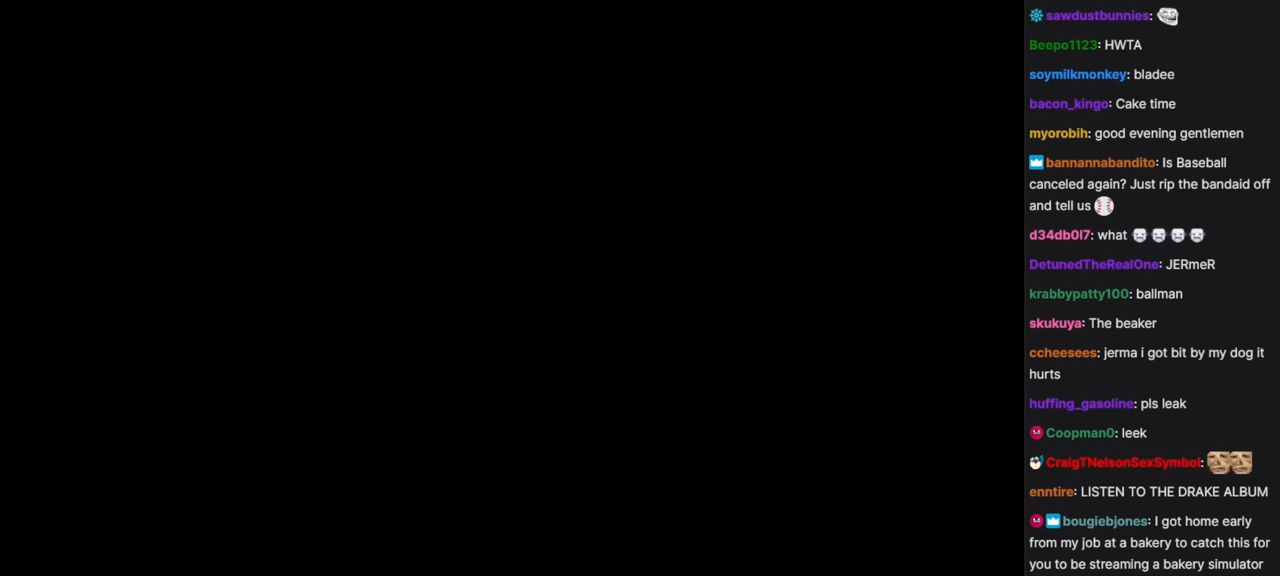 sawdustbunnies:
Beepo1123: HWTA
soymilkmonkey: bladee
bacon_kingo: Cake time
myorobih: good evening gentlemen
bannannabandito: Is Baseball
canceled again? Just rip the bandaid off
and tell us
d34db0l7: what
DetunedTheRealOne: JERmeR
krabbypatty100: ballman
skukuya: The beaker
ccheesees: jerma i got bit by my dog it
hurts
huffing_gasoline: pls leak
Coopman0: leek
CraigTNelsonSexSymbol:
enntire: LISTEN TO THE DRAKE ALBUM
bougiebjones: I got home early
from my job at a bakery to catch this for
you to be streaming a bakery simulator